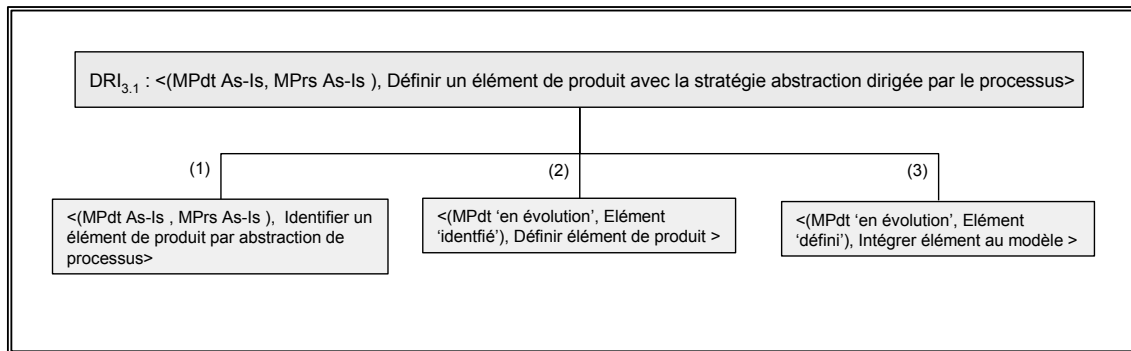 DRI3.1 : <(MPdt As-Is, MPrs As-Is ), Définir un élément de produit avec la stratégie abstraction dirigée par le processus>
(1)
(2)
(3)
<(MPdt As-Is , MPrs As-Is ),  Identifier un
élément de produit par abstraction de
processus>
<(MPdt ‘en évolution’, Elément
‘identfié’), Définir élément de produit >
<(MPdt ‘en évolution’, Elément
‘défini’), Intégrer élément au modèle >